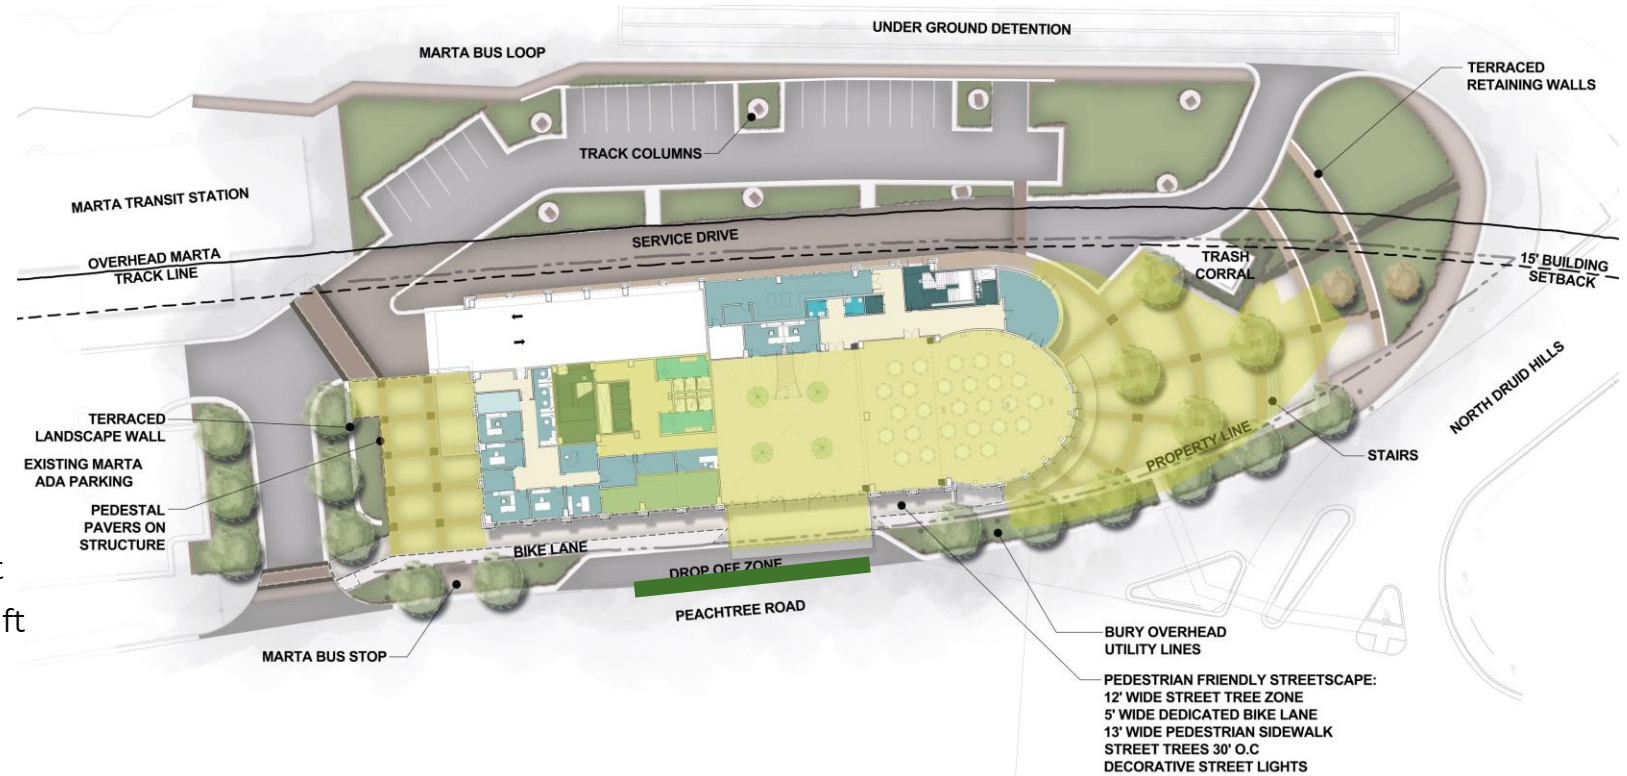 UNDER GROUND DETENTION
MARTA BUS LOOP
TERRACED
RETAINING WALLS
TRACK COLUMNS
MARTA TRANSIT STATION
SERVICE DRIVE
OVERHEAD MARTA
TRACK LINE
TRASH
CORRAL
15' BUILDING
SETBACK
NORTH DRUID HILLS
TERRACED
LANDSCAPE WALL
EXISTING MARTA
ADA PARKING
PEDESTAL
PAVERS ON
STRUCTURE
PROPERTY LINE
STAIRS
BIKE LANE
DROP OFF ZONE
t
ft
PEACHTREE ROAD
MARTA BUS STOP
BURY OVERHEAD
UTILITY LINES
PEDESTRIAN FRIENDLY STREETSCAPE:
12' WIDE STREET TREE ZONE
5' WIDE DEDICATED BIKE LANE
13' WIDE PEDESTRIAN SIDEWALK
STREET TREES 30' O.C
DECORATIVE STREET LIGHTS